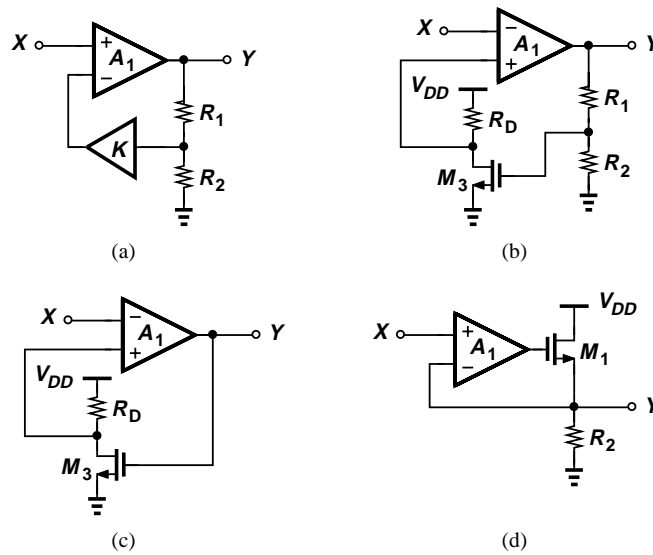 X
+
A1
−
Y
R1
K
R2
(a)
X
−
A1
+
Y
VDD
RD
R1
M3
R2
(b)
X
−
A1
+
Y
VDD
RD
M3
(c)
X
+
A1
−
VDD
M1
Y
R2
(d)